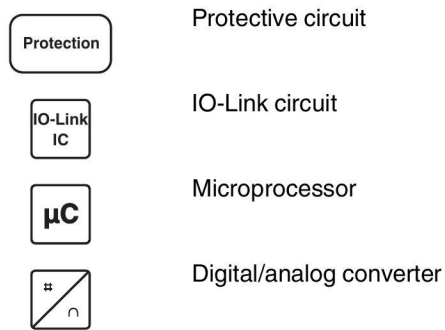 Protection
Protective circuit
IO-Link
IC
IO-Link circuit
µC
Microprocessor
#
∩
Digital/analog converter